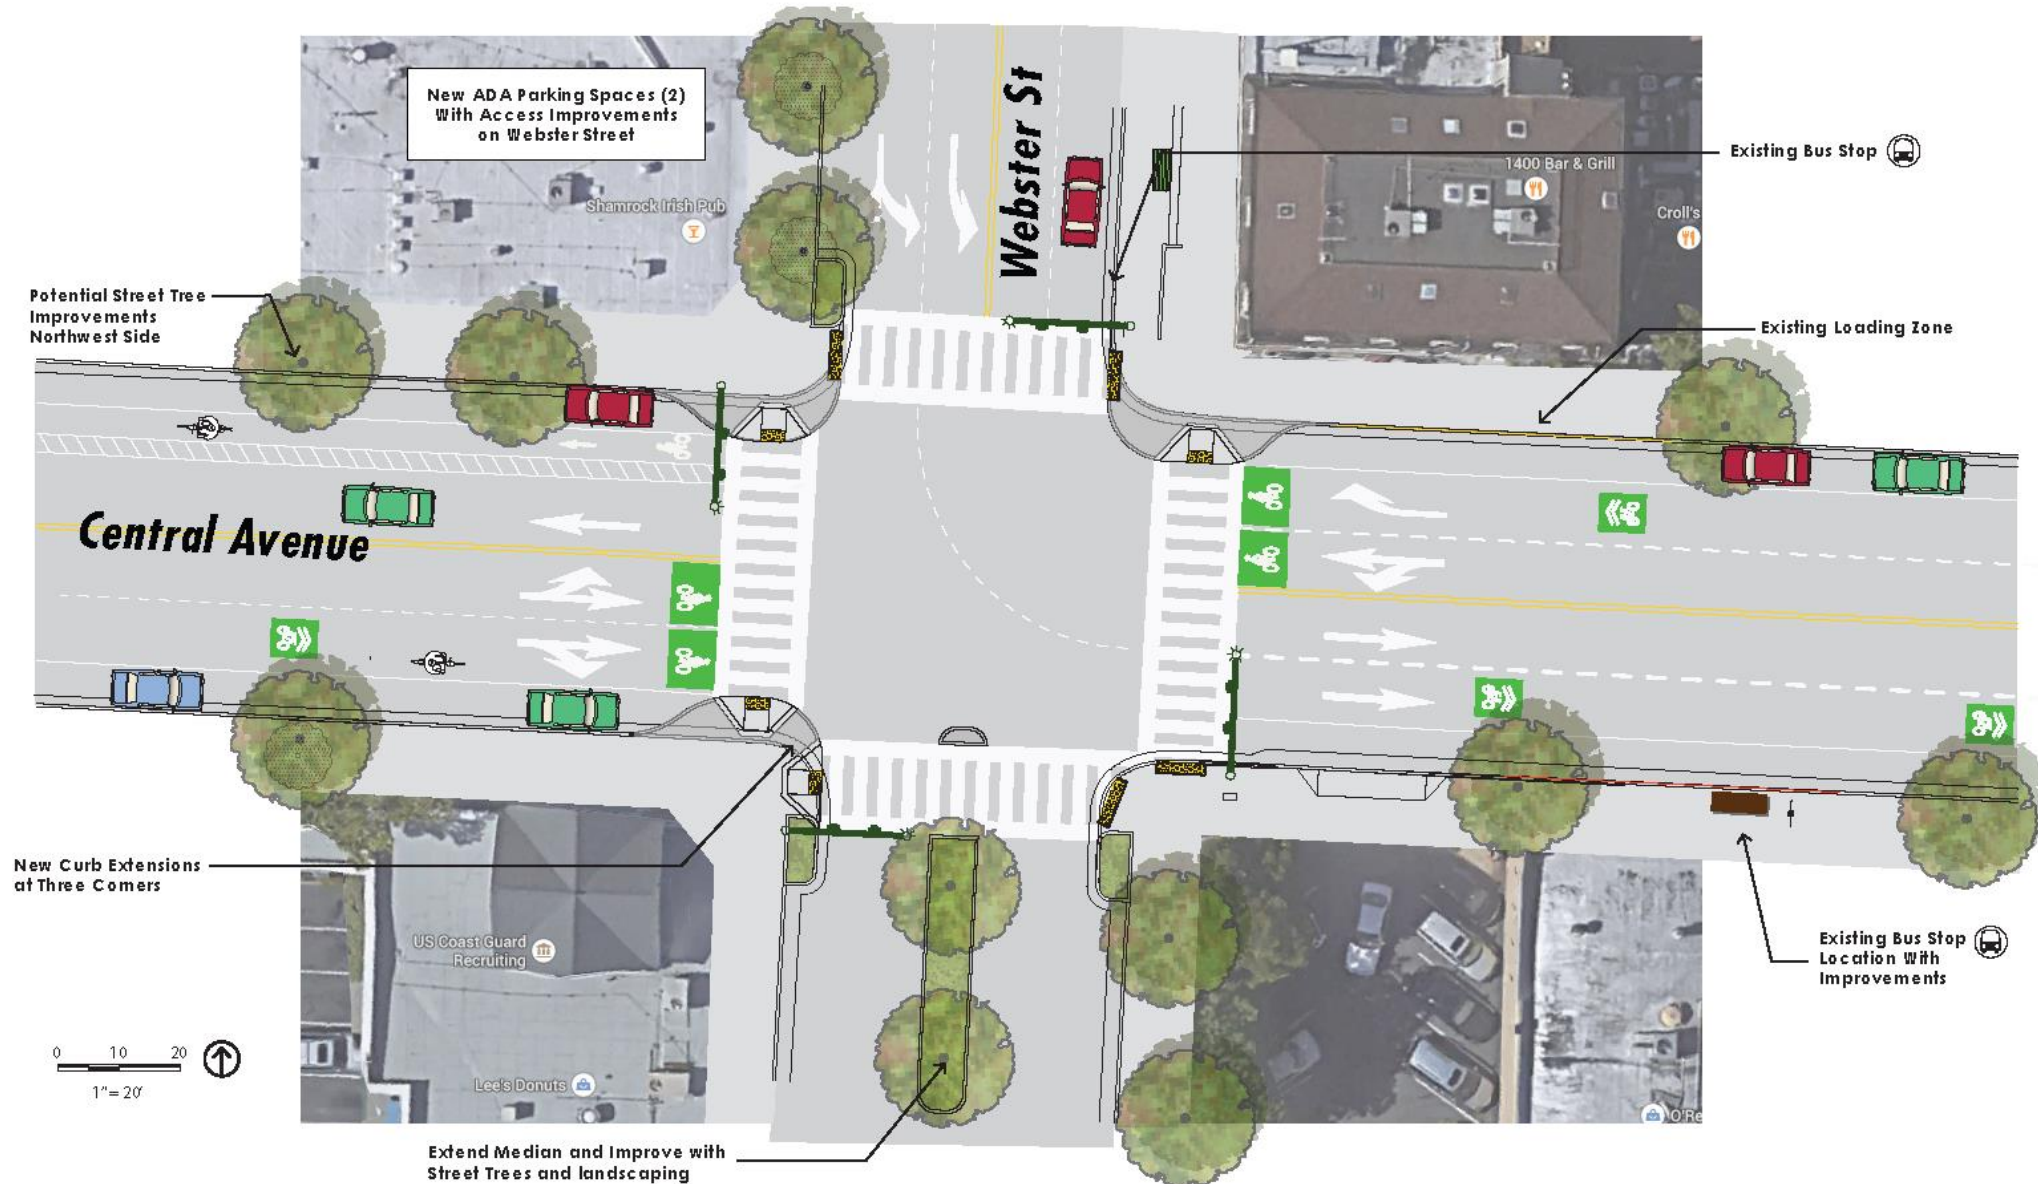 New ADA Parking Spaces (2)
With Access Improvements
on Webster Street
Webster St
Existing Bus Stop
1400 Bar & Grill
Shamrock Irish Pub
Croll's
Potential Street Tree
Improvements
Northwest Side
Existing Loading Zone
Central Avenue
New Curb Extensions
at Three Corners
US Coast Guard
Recruiting
Existing Bus Stop
Location With
Improvements
0 10 20
1"= 20'
Lee's Donuts
O'Re
Extend Median and Improve with
Street Trees and landscaping